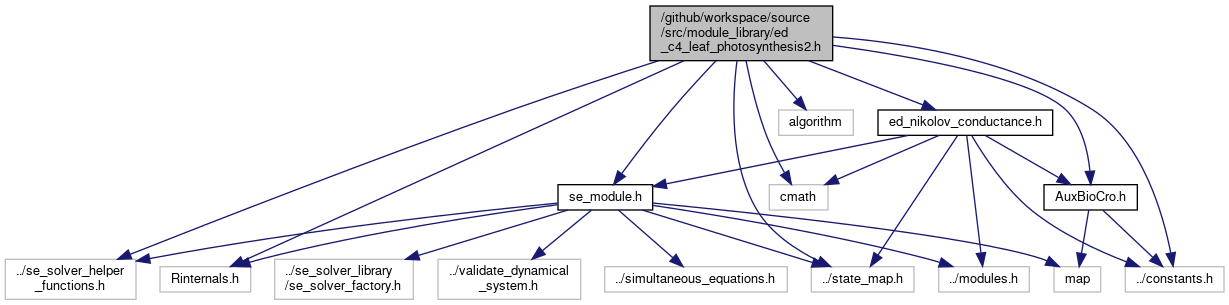 /github/workspace/source
/src/module_library/ed
_c4_leaf_photosynthesis2.h
algorithm
ed_nikolov_conductance.h
se_module.h
cmath
AuxBioCro.h
../se_solver_helper
_functions.h
Rinternals.h
../se_solver_library
/se_solver_factory.h
../validate_dynamical
_system.h
../simultaneous_equations.h
../state_map.h
../modules.h
map
../constants.h